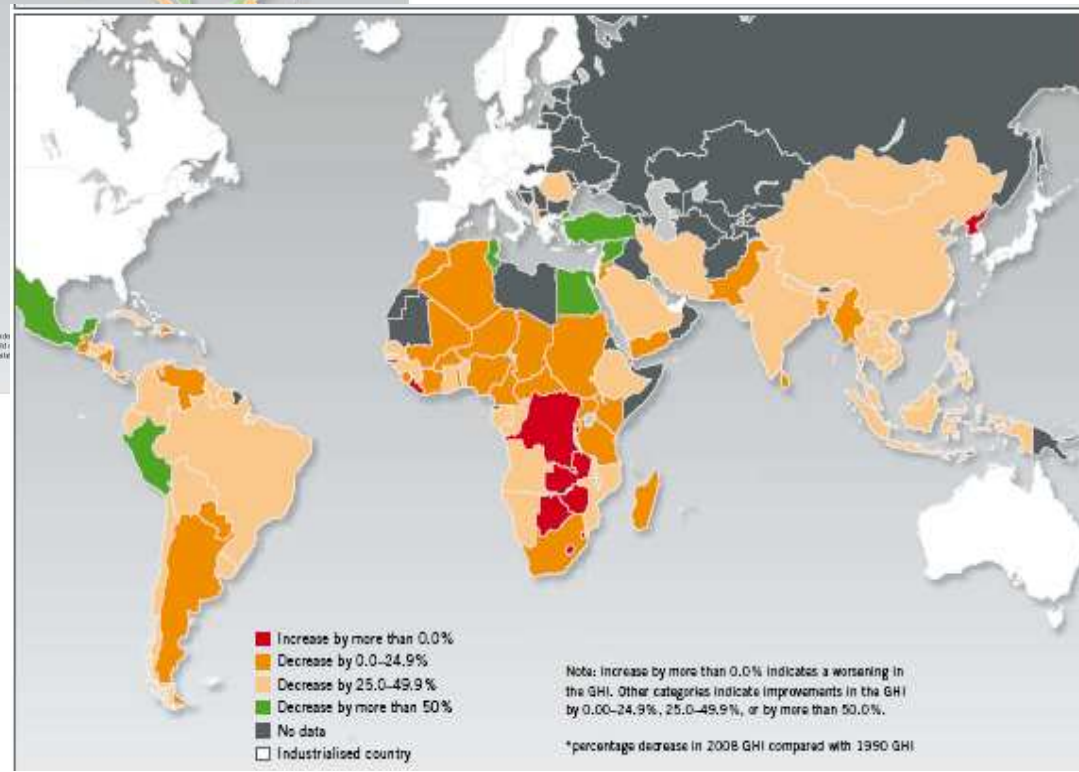 Increase by more than 0.0%
Decrease by 0.0–24.9%
Decrease by 25.0–49.9%
Decrease by more than 50%
No data
Industrialised country
Note: Increase by more than 0.0% indicates a worsening in
the GHI. Other categories indicate improvements in the GHI
by 0.00–24.9%, 25.0–49.9%, or by more than 50.0%.
*percentage decrease in 2008 GHI compared with 1990 GHI